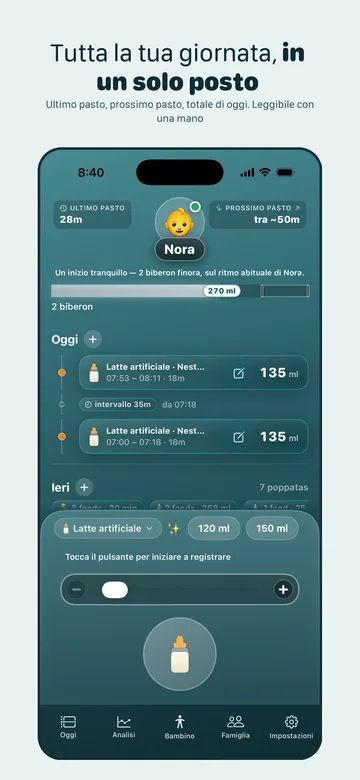 Tutta la tua giornata, in
un solo posto
Ultimo pasto, prossimo pasto, totale di oggi. Leggibile con
una mano
8:40
ULTIMO PASTO
28m
PROSSIMO PASTO ↗
tra ~50m
Nora
Un inizio tranquillo — 2 biberon finora, sul ritmo abituale di Nora.
270 ml
2 biberon
Oggi +
Latte artificiale · Nest...
07:53 – 08:11 · 18m
135 ml
intervallo 35m da 07:18
Latte artificiale · Nest...
07:00 – 07:18 · 18m
135 ml
Ieri +
7 poppatas
Latte artificiale
120 ml
150 ml
Tocca il pulsante per iniziare a registrare
Oggi
Analisi
Bambino
Famiglia
Impostazioni